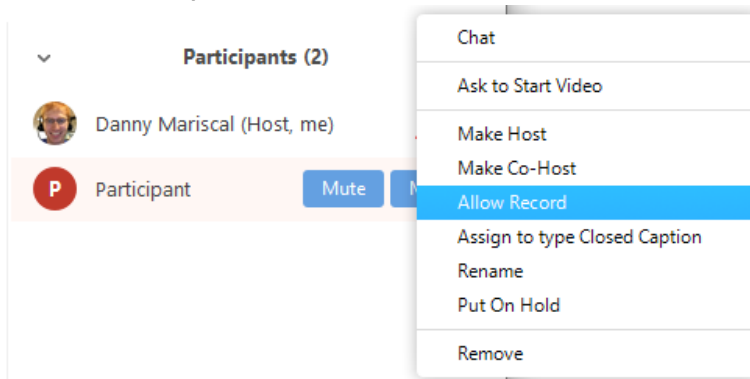 Participants (2)
Danny Mariscal (Host, me)
P Participant Mute
Chat
Ask to Start Video
Make Host
Make Co-Host
Allow Record
Assign to type Closed Caption
Rename
Put On Hold
Remove